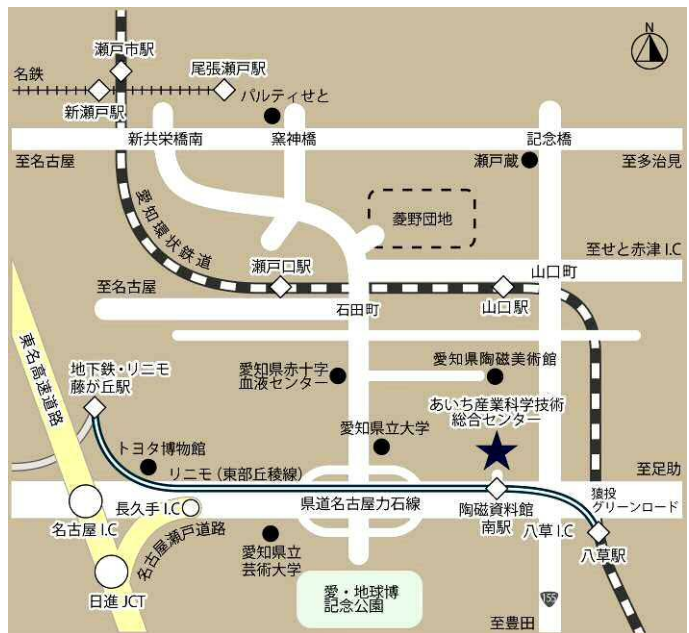 N
瀬戸市駅
名鉄
尾張瀬戸駅
新瀬戸駅
パルティせと
新共栄橋南
窯神橋
記念橋
至名古屋
瀬戸蔵
至多治見
愛知環状鉄道
菱野団地
至せと赤津I.C
瀬戸口駅
山口町
至名古屋
石田町
山口駅
東名高速道路
地下鉄・リニモ
藤が丘駅
愛知県赤十字
血液センター
愛知県陶磁美術館
あいち産業科学技術
総合センター
愛知県立大学
トヨタ博物館
リニモ（東部丘陵線）
至足助
長久手I.C
県道名古屋力石線
陶磁資料館
南駅
猿投
グリーンロード
名古屋I.C
八草I.C
八草駅
名古屋瀬戸道路
愛知県立
芸術大学
日進JCT
愛・地球博
記念公園
155
至豊田